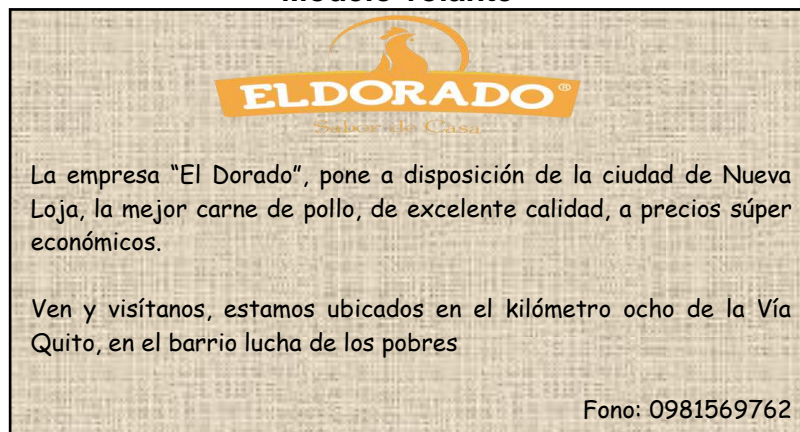 ELDORADO®
Sabor de Casa
La empresa “El Dorado”, pone a disposición de la ciudad de Nueva
Loja, la mejor carne de pollo, de excelente calidad, a precios súper
económicos.
Ven y visítanos, estamos ubicados en el kilómetro ocho de la Vía
Quito, en el barrio lucha de los pobres
Fono: 0981569762